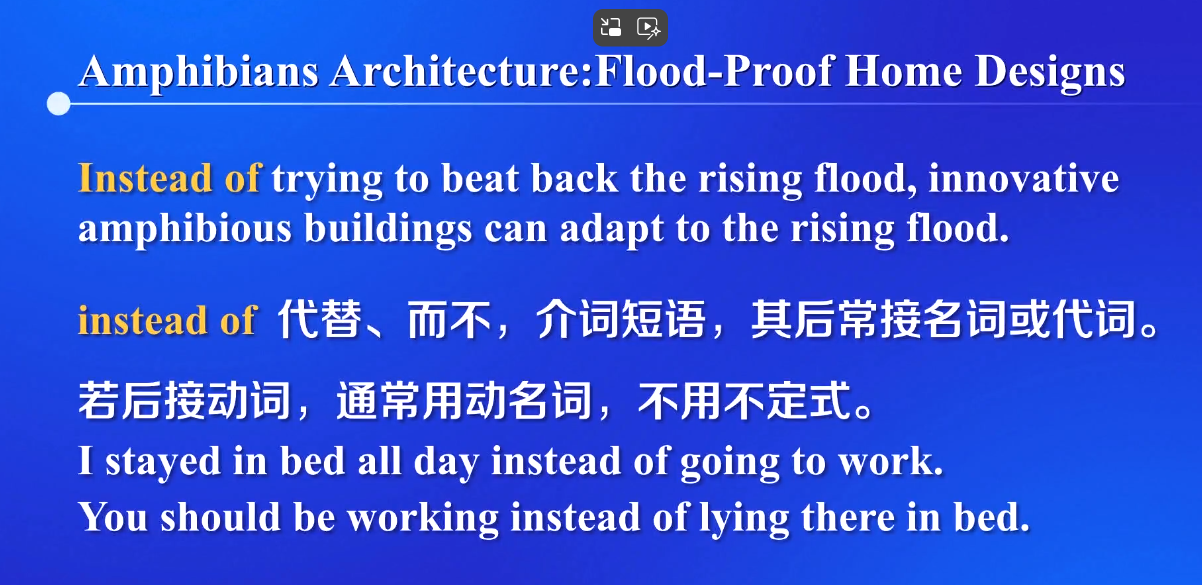 Amphibians Architecture:Flood-Proof Home Designs
Instead of trying to beat back the rising flood, innovative
amphibious buildings can adapt to the rising flood.
instead of 代替、而不，介词短语，其后常接名词或代词。
若后接动词，通常用动名词，不用不定式。
I stayed in bed all day instead of going to work.
You should be working instead of lying there in bed.